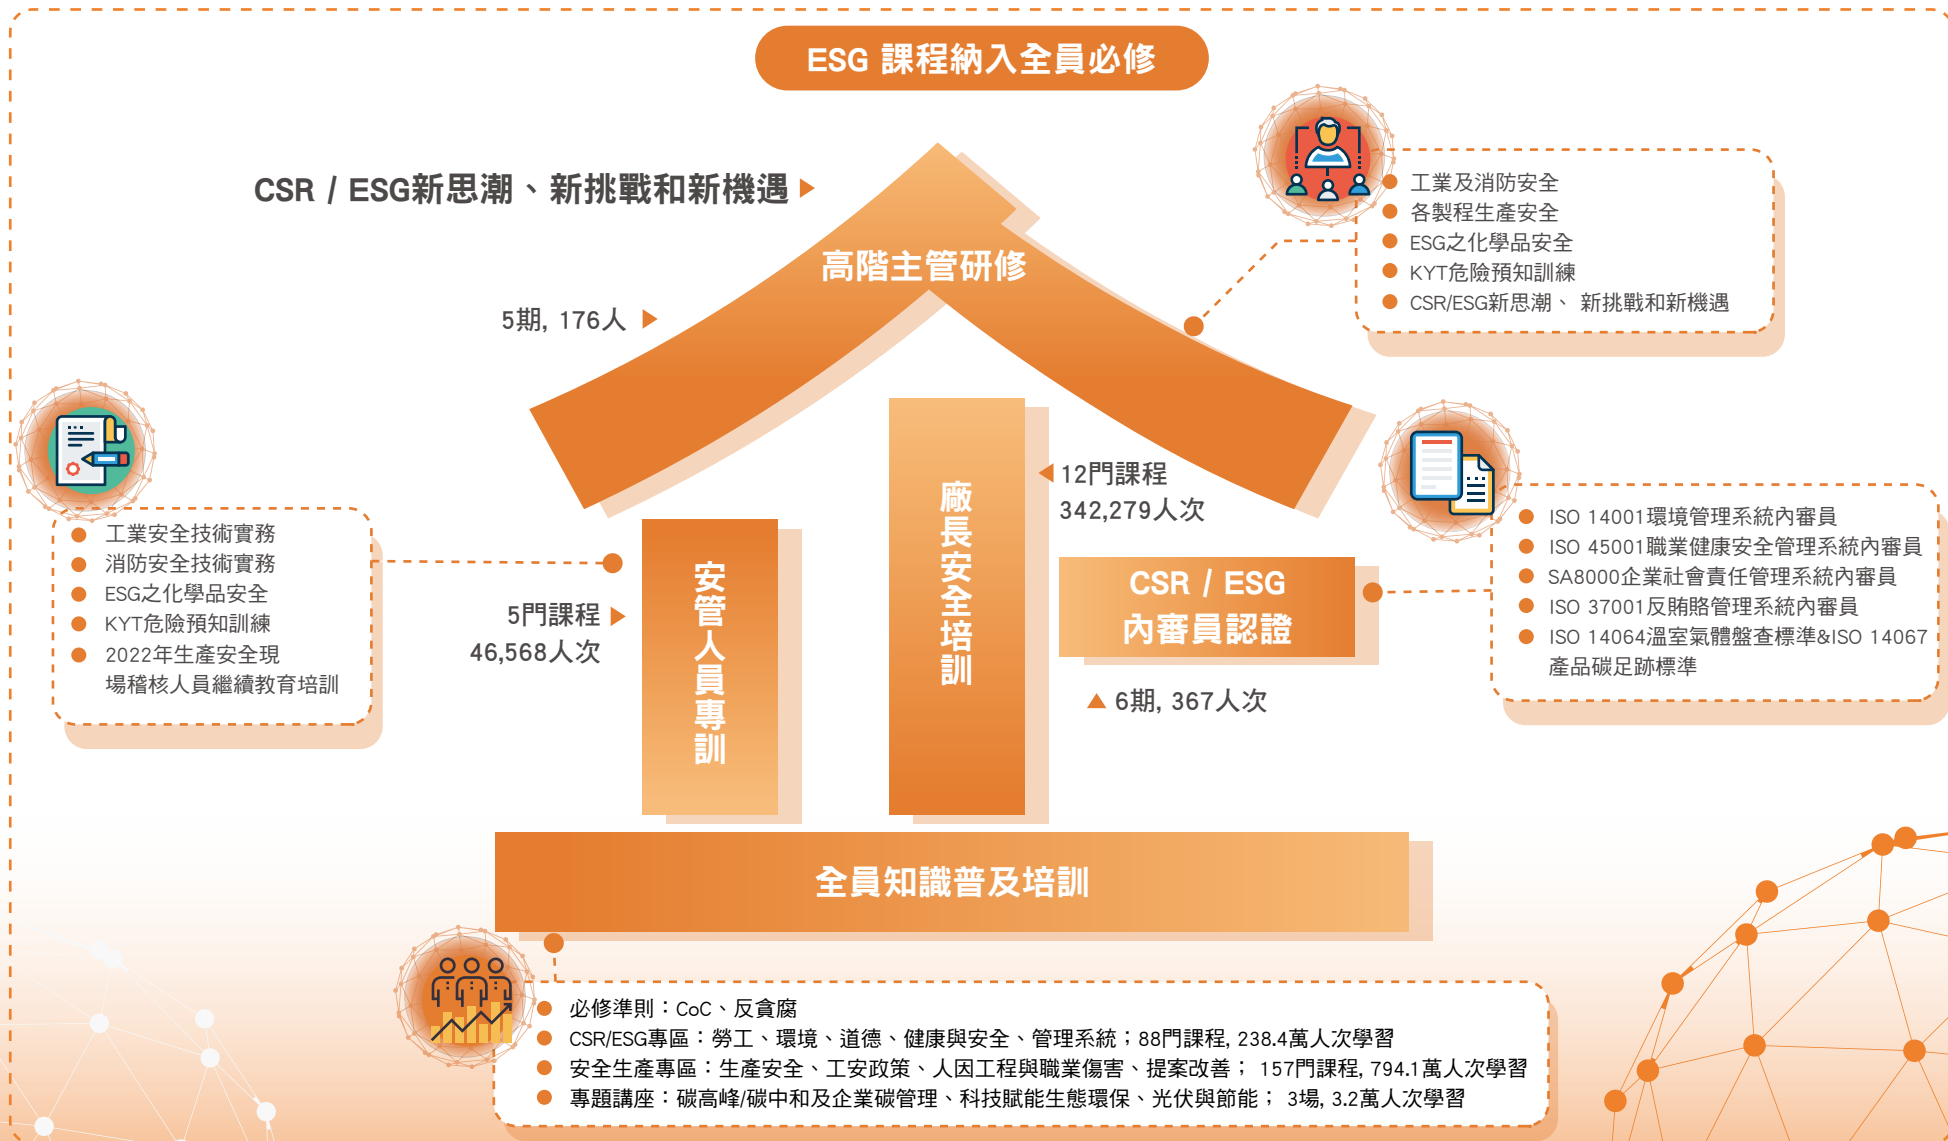 ESG 課程納入全員必修
CSR / ESG新思潮、新挑戰和新機遇
高階主管研修
5期, 176人
工業及消防安全
各製程生產安全
ESG之化學品安全
KYT危險預知訓練
CSR/ESG新思潮、 新挑戰和新機遇
工業安全技術實務
消防安全技術實務
ESG之化學品安全
KYT危險預知訓練
2022年生產安全現
場稽核人員繼續教育培訓
5門課程
46,568人次
安管人員專訓
廠長安全培訓
12門課程
342,279人次
CSR / ESG
內審員認證
6期, 367人次
ISO 14001環境管理系統內審員
ISO 45001職業健康安全管理系統內審員
SA8000企業社會責任管理系統內審員
ISO 37001反賄賂管理系統內審員
ISO 14064溫室氣體盤查標準&ISO 14067
產品碳足跡標準
全員知識普及培訓
必修準則：CoC、反貪腐
CSR/ESG專區：勞工、環境、道德、健康與安全、管理系統；88門課程, 238.4萬人次學習
安全生產專區：生產安全、工安政策、人因工程與職業傷害、提案改善； 157門課程, 794.1萬人次學習
專題講座：碳高峰/碳中和及企業碳管理、科技賦能生態環保、光伏與節能； 3場, 3.2萬人次學習